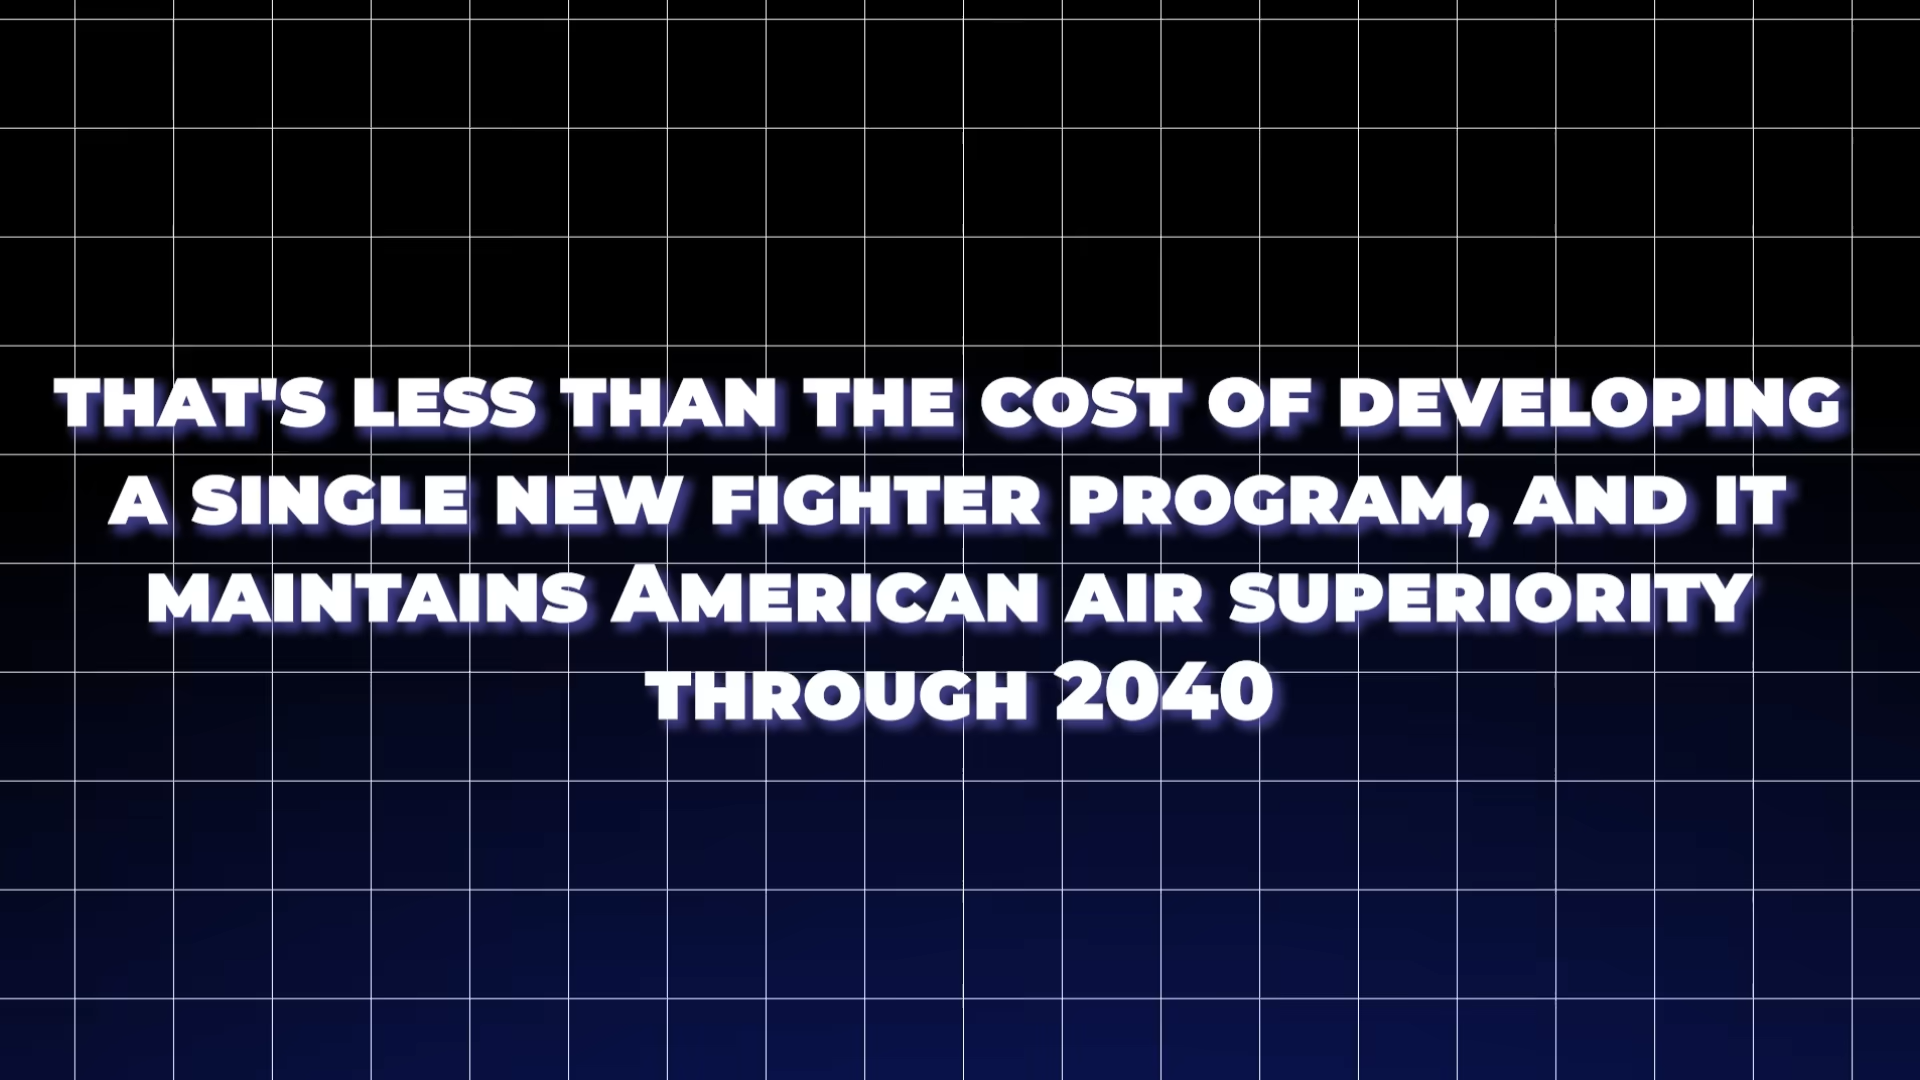 THAT'S LESS THAN THE COST OF DEVELOPING
A SINGLE NEW FIGHTER PROGRAM, AND IT
MAINTAINS AMERICAN AIR SUPERIORITY
THROUGH 2040